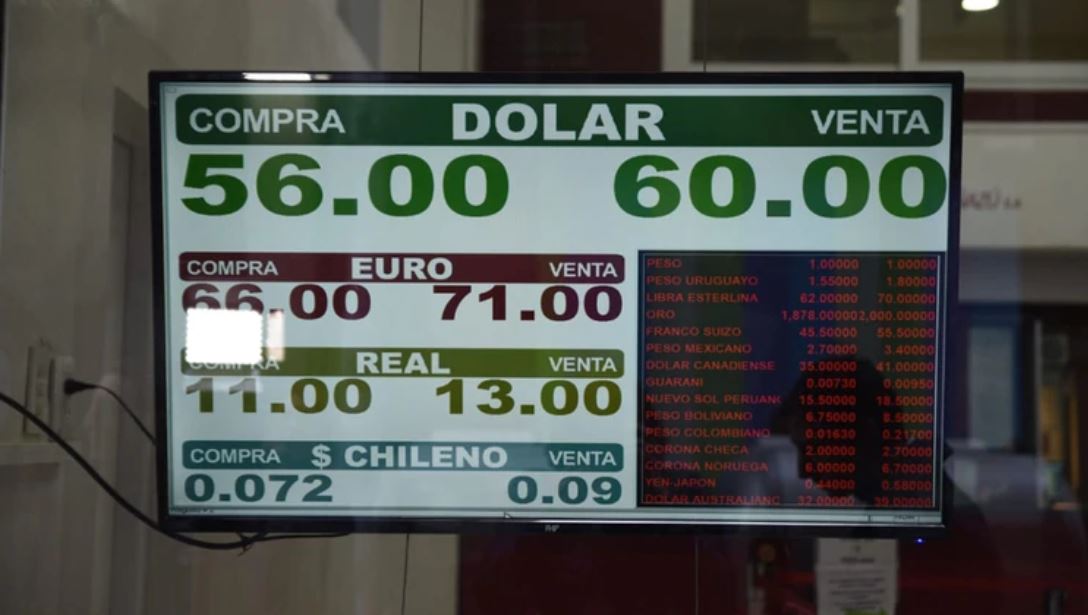 COMPRA DOLAR VENTA
56.00 60.00
COMPRA EURO VENTA
66.00 71.00
COMPRA REAL VENTA
11.00 13.00
COMPRA $ CHILENO VENTA
0.072 0.09
PESO 1.00000 1.00000
PESO URUGUAYO 1.55000 1.80000
LIBRA ESTERLINA 62.00000 70.00000
ORO 1,878.00000 2,000.00000
FRANCO SUIZO 45.50000 55.50000
PESO MEXICANO 2.70000 3.40000
DOLAR CANADIENSE 35.00000 41.00000
GUARANI 0.00730 0.00950
NUEVO SOL PERUANO 15.50000 18.50000
PESO BOLIVIANO 6.75000 8.50000
PESO COLOMBIANO 0.01630 0.21700
CORONA CHECA 2.00000 2.70000
CORONA NORUEGA 6.00000 6.70000
YEN-JAPON 0.44000 0.58000
DOLAR AUSTRALIANO 32.00000 39.00000